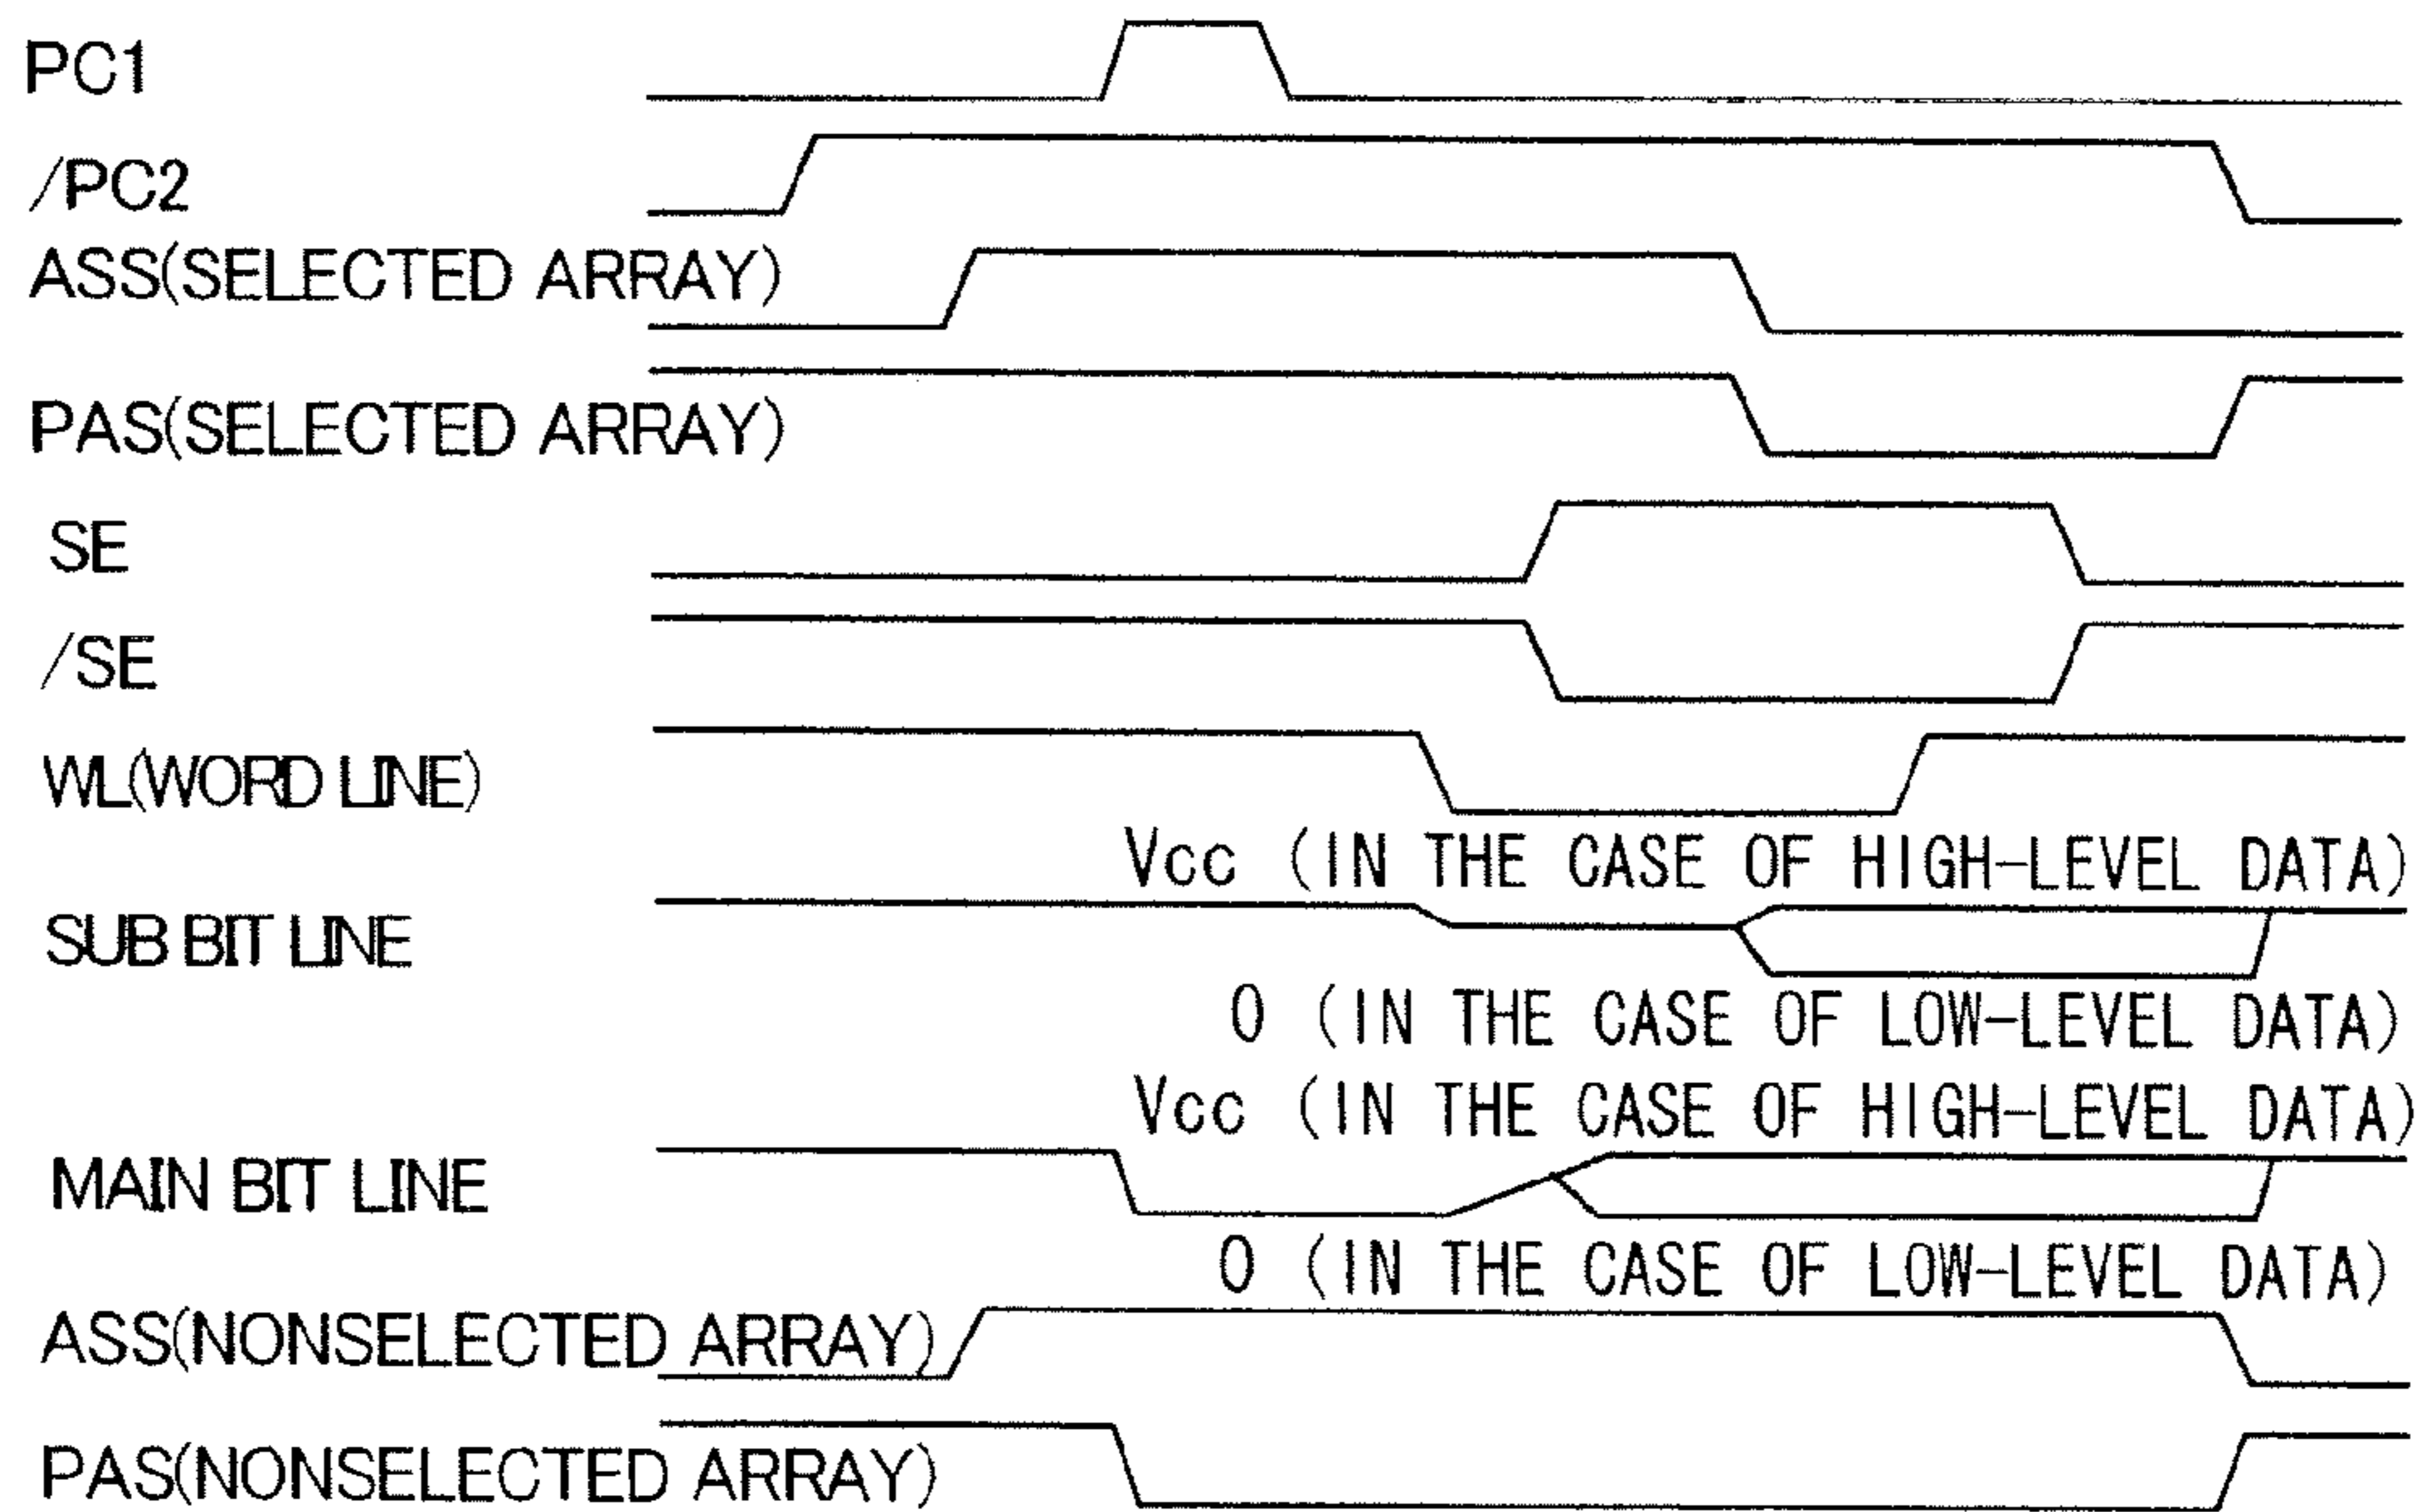 PC1
/PC2
ASS(SELECTED ARRAY)
PAS(SELECTED ARRAY)
SE
/SE
WL(WORD LINE)
Vcc (IN THE CASE OF HIGH-LEVEL DATA)
SUB BIT LINE
0 (IN THE CASE OF LOW-LEVEL DATA)
Vcc (IN THE CASE OF HIGH-LEVEL DATA)
MAIN BIT LINE
0 (IN THE CASE OF LOW-LEVEL DATA)
ASS(NONSELECTED ARRAY)
PAS(NONSELECTED ARRAY)